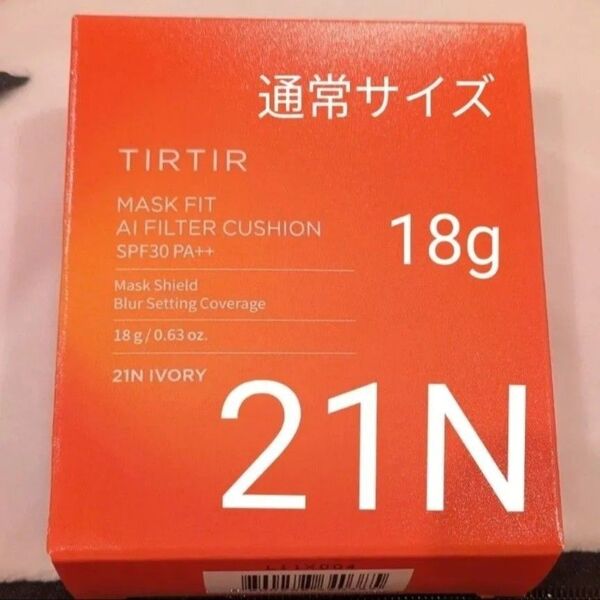 通常サイズ
TIRTIR
MASK FIT
AI FILTER CUSHION
SPF30 PA++
18g
Mask Shield
Blur Setting Coverage
18 g / 0.63 oz.
21N IVORY
21N